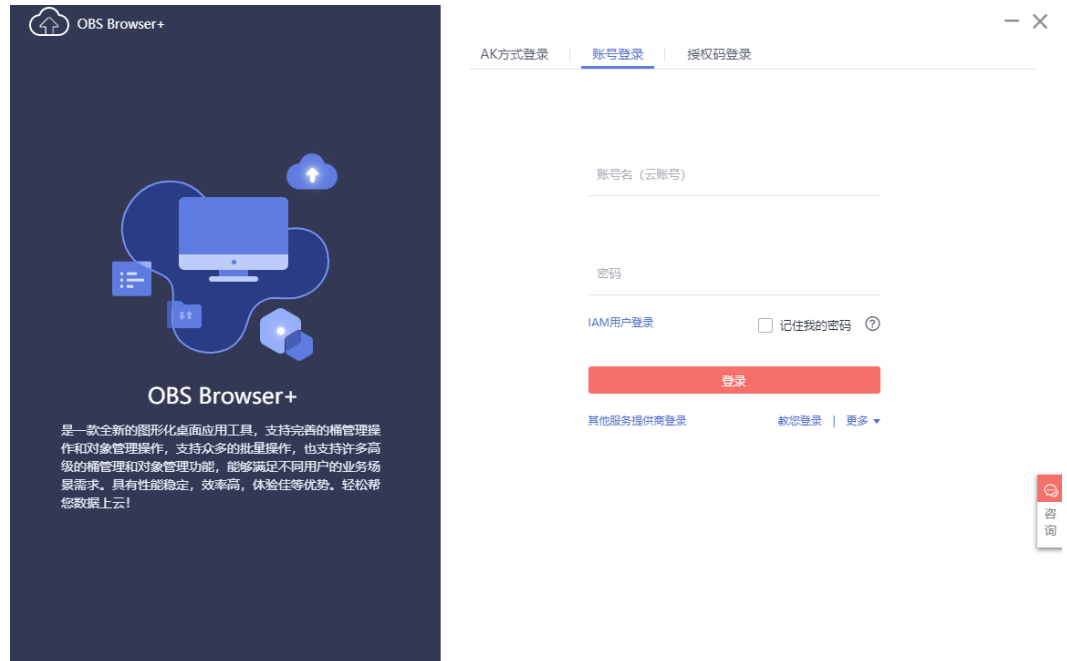 OBS Browser+
AK方式登录
账号登录
授权码登录
账号名（云账号）
密码
IAM用户登录
记住我的密码
登录
其他服务提供商登录
教您登录 | 更多
OBS Browser+
是一款全新的图形化桌面应用工具，支持完善的桶管理操
作和对象管理操作，支持众多的批量操作，也支持许多高
级的桶管理和对象管理功能，能够满足不同用户的业务场
景需求。具有性能稳定，效率高，体验佳等优势。轻松帮
您数据上云！
咨
询